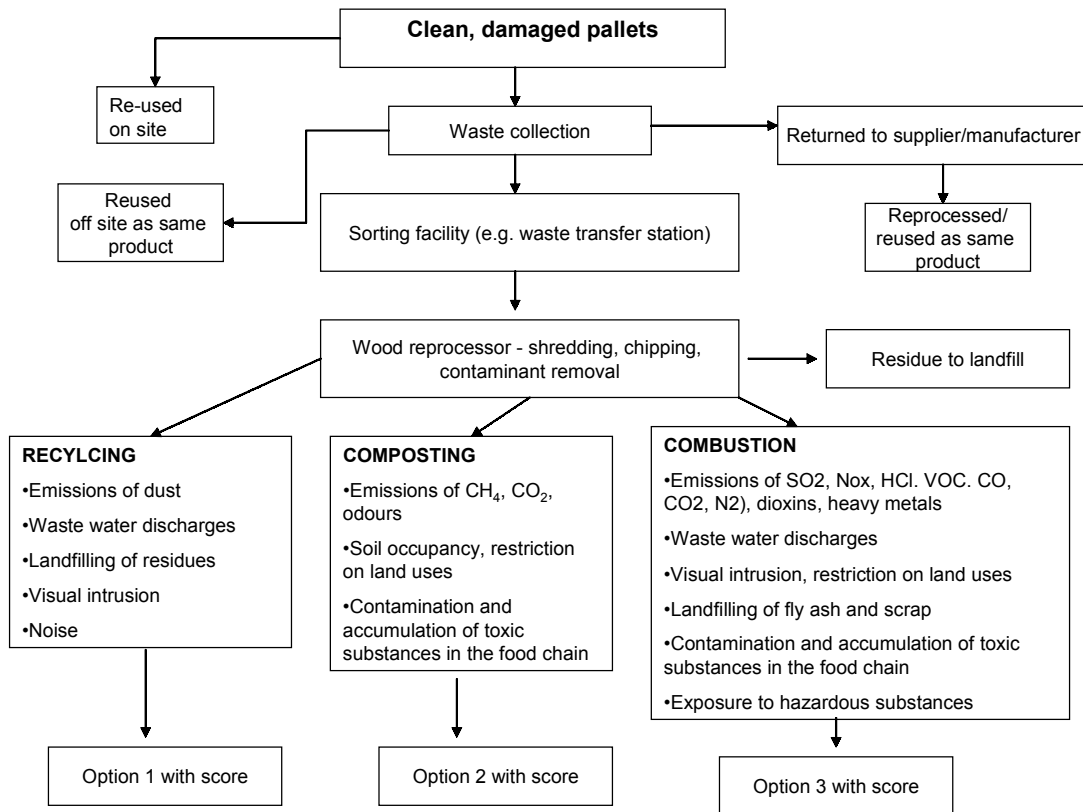 Clean, damaged pallets
Re-used
on site
Waste collection
Returned to supplier/manufacturer
Reused
off site as same
product
Sorting facility (e.g. waste transfer station)
Reprocessed/
reused as same
product
Wood reprocessor - shredding, chipping,
contaminant removal
Residue to landfill
RECYLCING
•Emissions of dust
•Waste water discharges
•Landfilling of residues
•Visual intrusion
•Noise
COMPOSTING
•Emissions of CH₄, CO₂,
odours
•Soil occupancy, restriction
on land uses
•Contamination and
accumulation of toxic
substances in the food chain
COMBUSTION
•Emissions of SO2, Nox, HCl. VOC. CO,
CO2, N2), dioxins, heavy metals
•Waste water discharges
•Visual intrusion, restriction on land uses
•Landfilling of fly ash and scrap
•Contamination and accumulation of toxic
substances in the food chain
•Exposure to hazardous substances
Option 1 with score
Option 2 with score
Option 3 with score